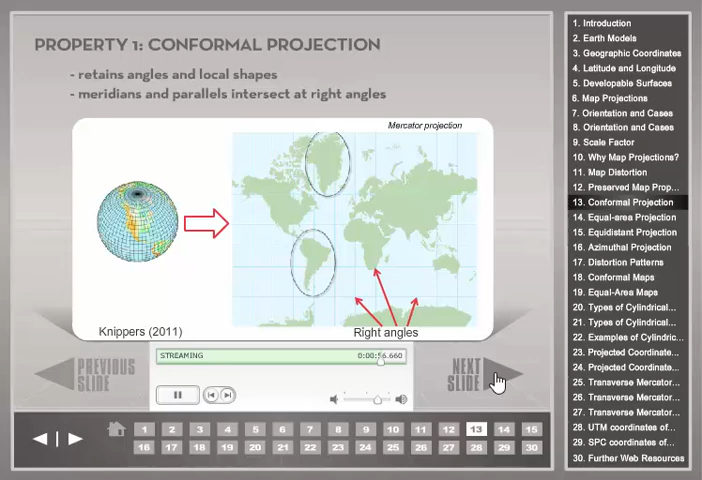 PROPERTY 1: CONFORMAL PROJECTION
- retains angles and local shapes
- meridians and parallels intersect at right angles
Mercator projection
Knippers (2011)
Right angles
PREVIOUS
SLIDE
STREAMING
0:00:56.660
NEXT
SLIDE
1 2 3 4 5 6 7 8 9 10 11 12 13 14 15
16 17 18 19 20 21 22 23 24 25 26 27 28 29 30
1. Introduction
2. Earth Models
3. Geographic Coordinates
4. Latitude and Longitude
5. Developable Surfaces
6. Map Projections
7. Orientation and Cases
8. Orientation and Cases
9. Scale Factor
10. Why Map Projections?
11. Map Distortion
12. Preserved Map Prop...
13. Conformal Projection
14. Equal-area Projection
15. Equidistant Projection
16. Azimuthal Projection
17. Distortion Patterns
18. Conformal Maps
19. Equal-Area Maps
20. Types of Cylindrical...
21. Types of Cylindrical...
22. Examples of Cylindric...
23. Projected Coordinate...
24. Projected Coordinate...
25. Transverse Mercator...
26. Transverse Mercator...
27. Transverse Mercator...
28. UTM coordinates of...
29. SPC coordinates of...
30. Further Web Resources